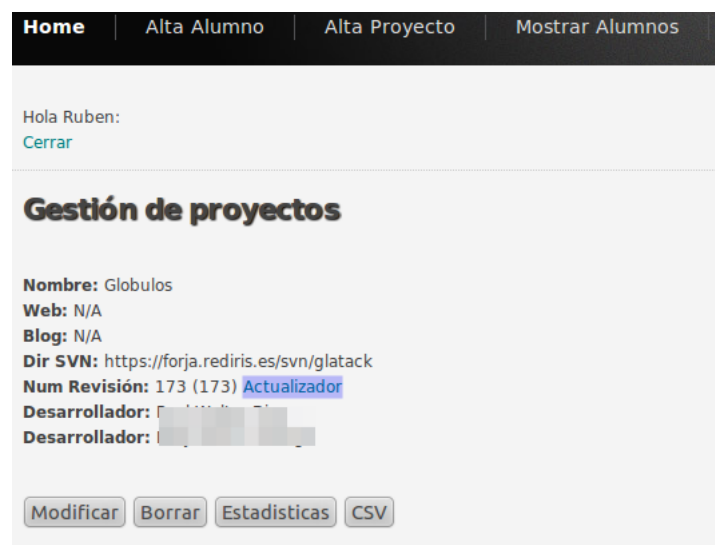 Home Alta Alumno Alta Proyecto Mostrar Alumnos
Hola Ruben:
Cerrar
Gestión de proyectos
Nombre: Globulos
Web: N/A
Blog: N/A
Dir SVN: https://forja.rediris.es/svn/glatack
Num Revisión: 173 (173) Actualizador
Desarrollador:
Desarrollador:
Modificar Borrar Estadisticas CSV